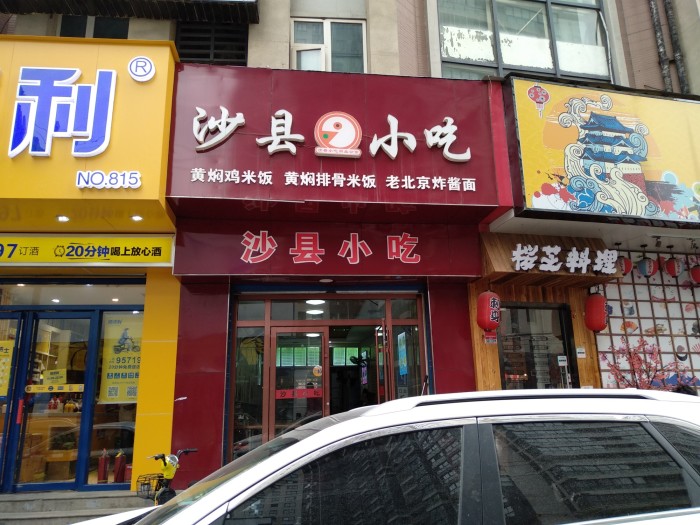 利®
NO.815
97订酒 20分钟喝上放心酒
沙县小吃
黄焖鸡米饭 黄焖排骨米饭 老北京炸酱面
沙县小吃
樱芝料理
9571